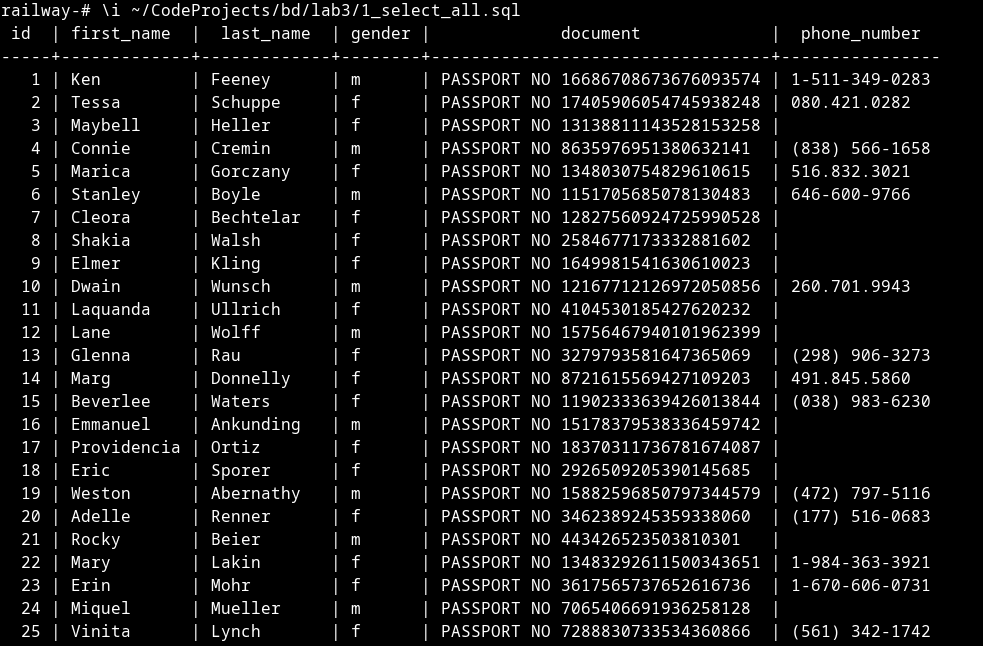 railway-# \i ~/CodeProjects/bd/lab3/1_select_all.sql
 id  | first_name  |  last_name  | gender |             document             |  phone_number
-----+-------------+-------------+--------+----------------------------------+----------------
   1 | Ken         | Feeney      | m      | PASSPORT NO 16686708673676093574 | 1-511-349-0283
   2 | Tessa       | Schuppe     | f      | PASSPORT NO 17405906054745938248 | 080.421.0282
   3 | Maybell     | Heller      | f      | PASSPORT NO 13138811143528153258 |
   4 | Connie      | Cremin      | m      | PASSPORT NO 8635976951380632141  | (838) 566-1658
   5 | Marica      | Gorczany    | f      | PASSPORT NO 1348030754829610615  | 516.832.3021
   6 | Stanley     | Boyle       | m      | PASSPORT NO 1151705685078130483  | 646-600-9766
   7 | Cleora      | Bechtelar   | f      | PASSPORT NO 12827560924725990528 |
   8 | Shakia      | Walsh       | f      | PASSPORT NO 2584677173332881602  |
   9 | Elmer       | Kling       | f      | PASSPORT NO 1649981541630610023  |
  10 | Dwain       | Wunsch      | m      | PASSPORT NO 12167712126972050856 | 260.701.9943
  11 | Laquanda    | Ullrich     | f      | PASSPORT NO 4104530185427620232  |
  12 | Lane        | Wolff       | m      | PASSPORT NO 15756467940101962399 |
  13 | Glenna      | Rau         | f      | PASSPORT NO 3279793581647365069  | (298) 906-3273
  14 | Marg        | Donnelly    | f      | PASSPORT NO 8721615569427109203  | 491.845.5860
  15 | Beverlee    | Waters      | f      | PASSPORT NO 11902333639426013844 | (038) 983-6230
  16 | Emmanuel    | Ankunding   | m      | PASSPORT NO 15178379538336459742 |
  17 | Providencia | Ortiz       | f      | PASSPORT NO 18370311736781674087 |
  18 | Eric        | Sporer      | f      | PASSPORT NO 2926509205390145685  |
  19 | Weston      | Abernathy   | m      | PASSPORT NO 15882596850797344579 | (472) 797-5116
  20 | Adelle      | Renner      | f      | PASSPORT NO 3462389245359338060  | (177) 516-0683
  21 | Rocky       | Beier       | m      | PASSPORT NO 443426523503810301   |
  22 | Mary        | Lakin       | f      | PASSPORT NO 13483292611500343651 | 1-984-363-3921
  23 | Erin        | Mohr        | f      | PASSPORT NO 3617565737652616736  | 1-670-606-0731
  24 | Miquel      | Mueller     | m      | PASSPORT NO 7065406691936258128  |
  25 | Vinita      | Lynch       | f      | PASSPORT NO 7288830733534360866  | (561) 342-1742